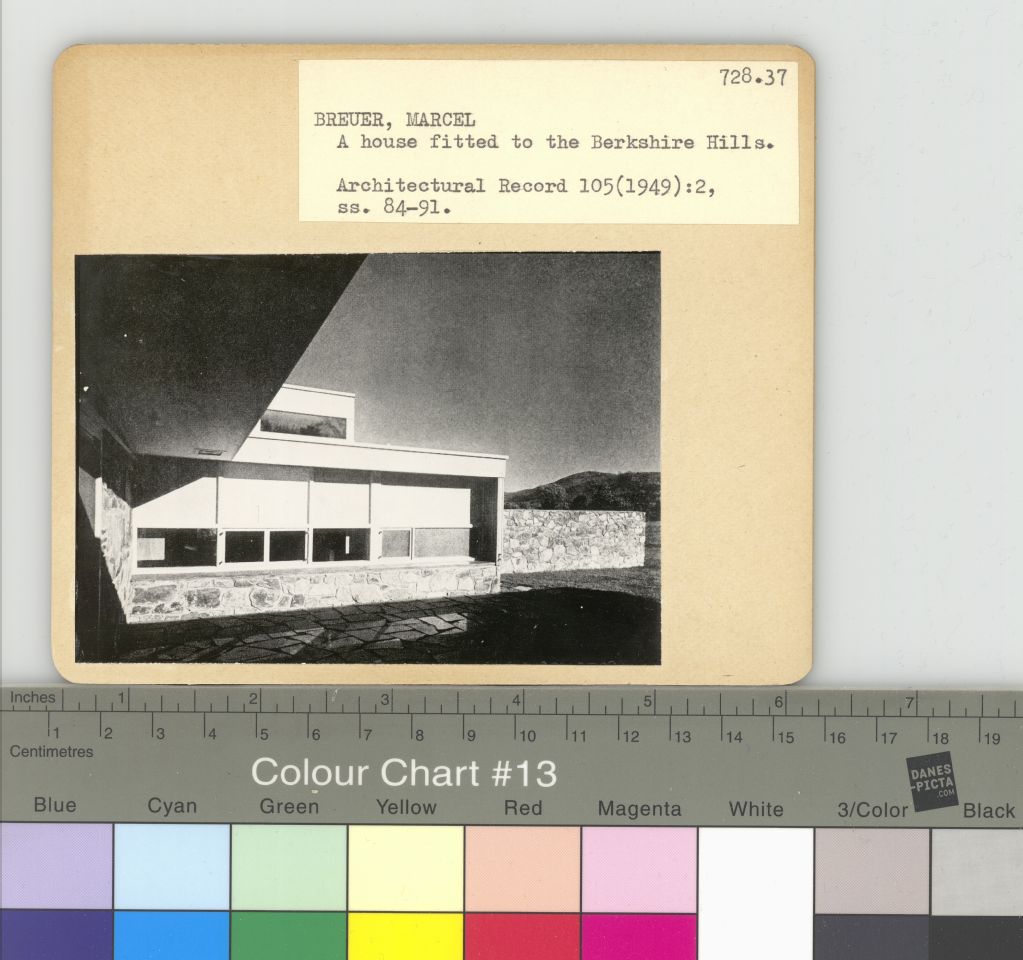 728.37
BREUER, MARCEL
A house fitted to the Berkshire Hills.
Architectural Record 105(1949):2,
ss. 84-91.
Inches 1 2 3 4 5 6 7
1 2 3 4 5 6 7 8 9 10 11 12 13 14 15 16 17 18 19
Centimetres
Colour Chart #13
DANES
-PICTA
.COM
Blue Cyan Green Yellow Red Magenta White 3/Color Black